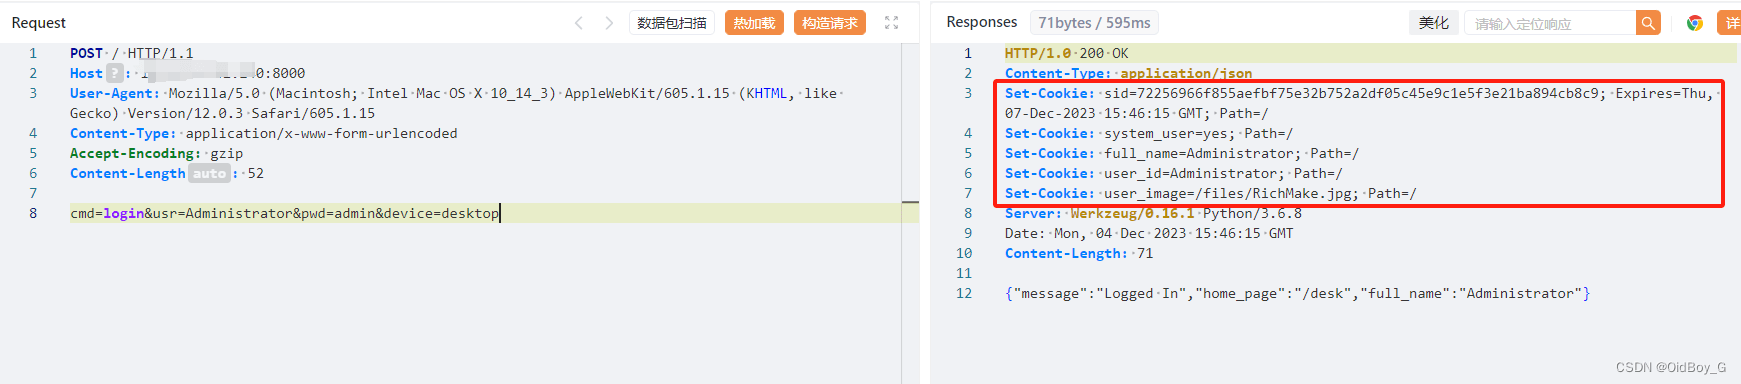 Request
数据包扫描
热加载
构造请求
1 POST / HTTP/1.1
2 Host ? : :8000
3 User-Agent: Mozilla/5.0 (Macintosh; Intel Mac OS X 10_14_3) AppleWebKit/605.1.15 (KHTML, like
Gecko) Version/12.0.3 Safari/605.1.15
4 Content-Type: application/x-www-form-urlencoded
5 Accept-Encoding: gzip
6 Content-Length auto : 52
7
8 cmd=login&usr=Administrator&pwd=admin&device=desktop
Responses
71bytes / 595ms
美化
请输入定位响应
详
1 HTTP/1.0 200 OK
2 Content-Type: application/json
3 Set-Cookie: sid=72256966f855aefbf75e32b752a2df05c45e9c1e5f3e21ba894cb8c9; Expires=Thu,
07-Dec-2023 15:46:15 GMT; Path=/
4 Set-Cookie: system_user=yes; Path=/
5 Set-Cookie: full_name=Administrator; Path=/
6 Set-Cookie: user_id=Administrator; Path=/
7 Set-Cookie: user_image=/files/RichMake.jpg; Path=/
8 Server: Werkzeug/0.16.1 Python/3.6.8
9 Date: Mon, 04 Dec 2023 15:46:15 GMT
10 Content-Length: 71
11
12 {"message":"Logged In","home_page":"/desk","full_name":"Administrator"}
CSDN @OidBoy_G